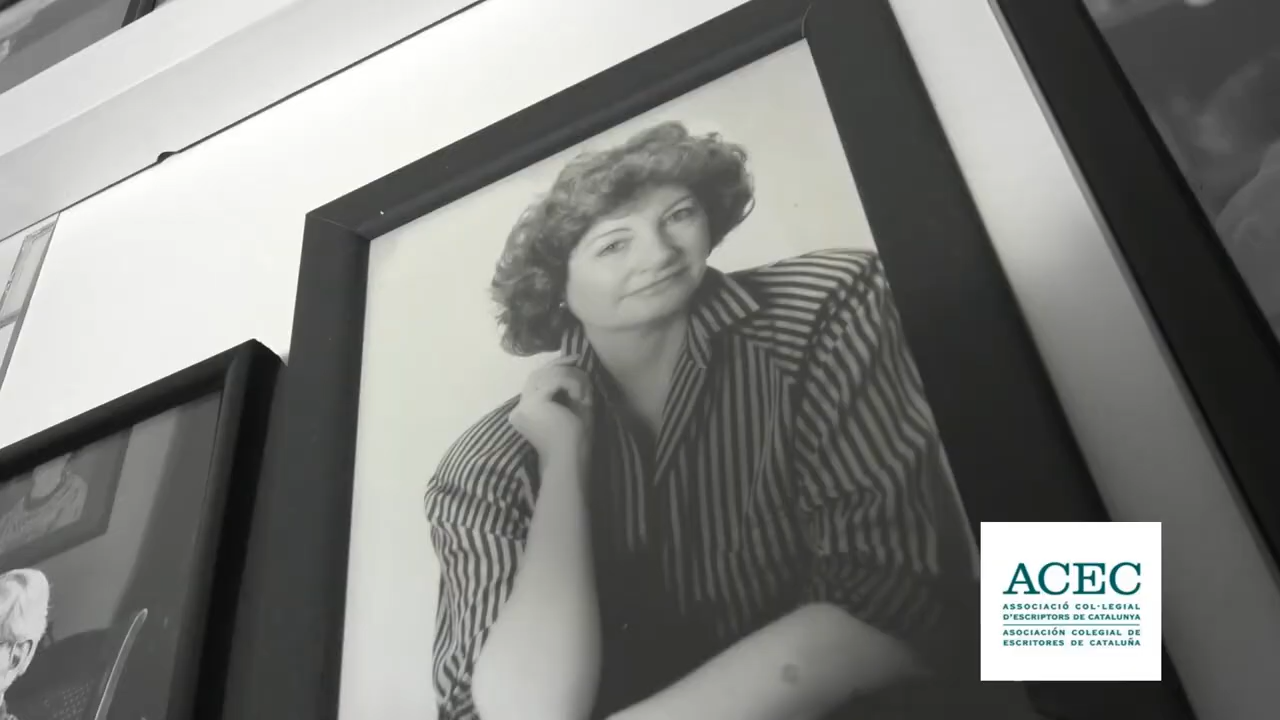 ACEC
ASSOCIACIÓ COL·LEGIAL
D'ESCRIPTORS DE CATALUNYA
ASOCIACIÓN COLEGIAL DE
ESCRITORES DE CATALUÑA